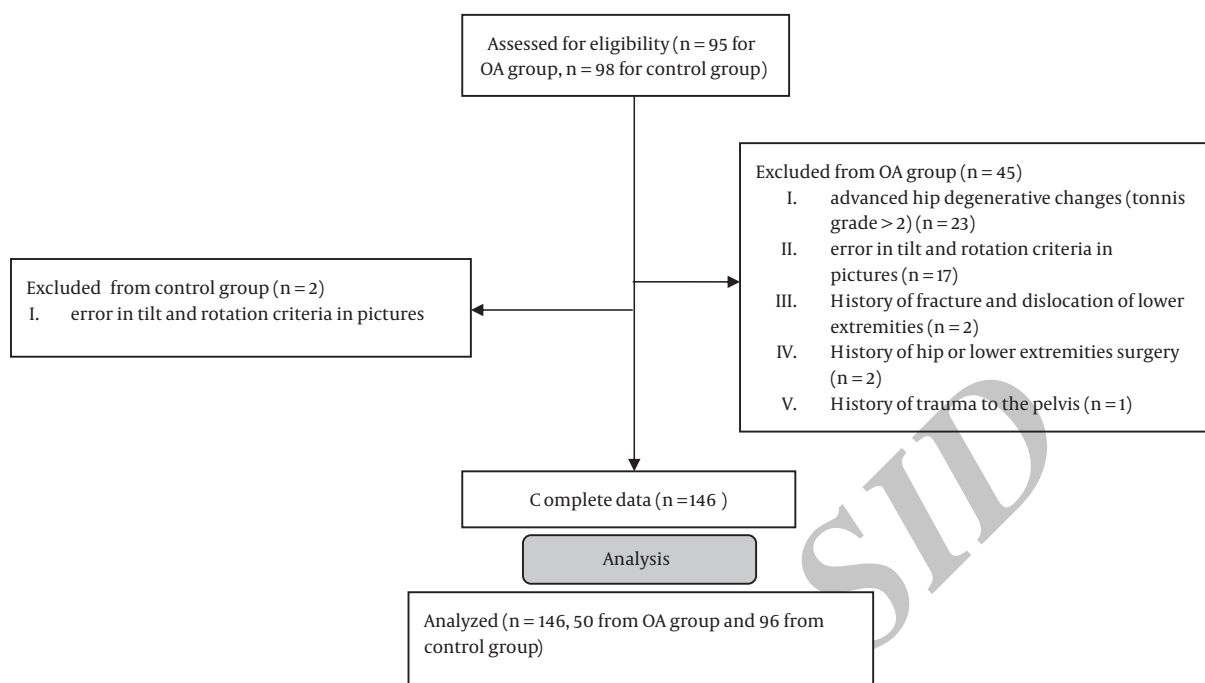 Assessed for eligibility (n = 95 for
OA group, n = 98 for control group)
Excluded from OA group (n = 45)
I. advanced hip degenerative changes (tonnis
grade > 2) (n = 23)
II. error in tilt and rotation criteria in
pictures (n = 17)
III. History of fracture and dislocation of lower
extremities (n = 2)
IV. History of hip or lower extremities surgery
(n = 2)
V. History of trauma to the pelvis (n = 1)
Excluded from control group (n = 2)
I. error in tilt and rotation criteria in pictures
C omplete data (n =146 )
Analysis
Analyzed (n = 146, 50 from OA group and 96 from
control group)
SID